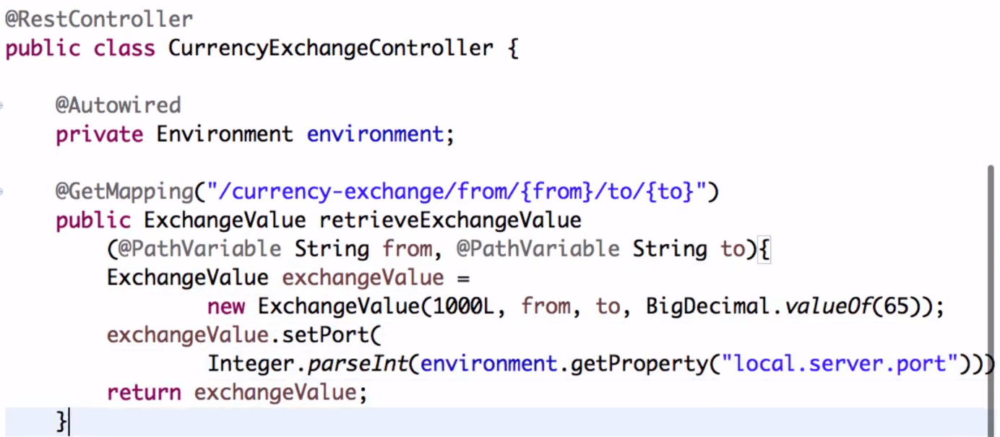 @RestController
public class CurrencyExchangeController {
@Autowired
private Environment environment;
@GetMapping("/currency-exchange/from/{from}/to/{to}")
public ExchangeValue retrieveExchangeValue
(@PathVariable String from, @PathVariable String to){
ExchangeValue exchangeValue =
new ExchangeValue(1000L, from, to, BigDecimal.valueOf(65));
exchangeValue.setPort(
Integer.parseInt(environment.getProperty("local.server.port")))
return exchangeValue;
}